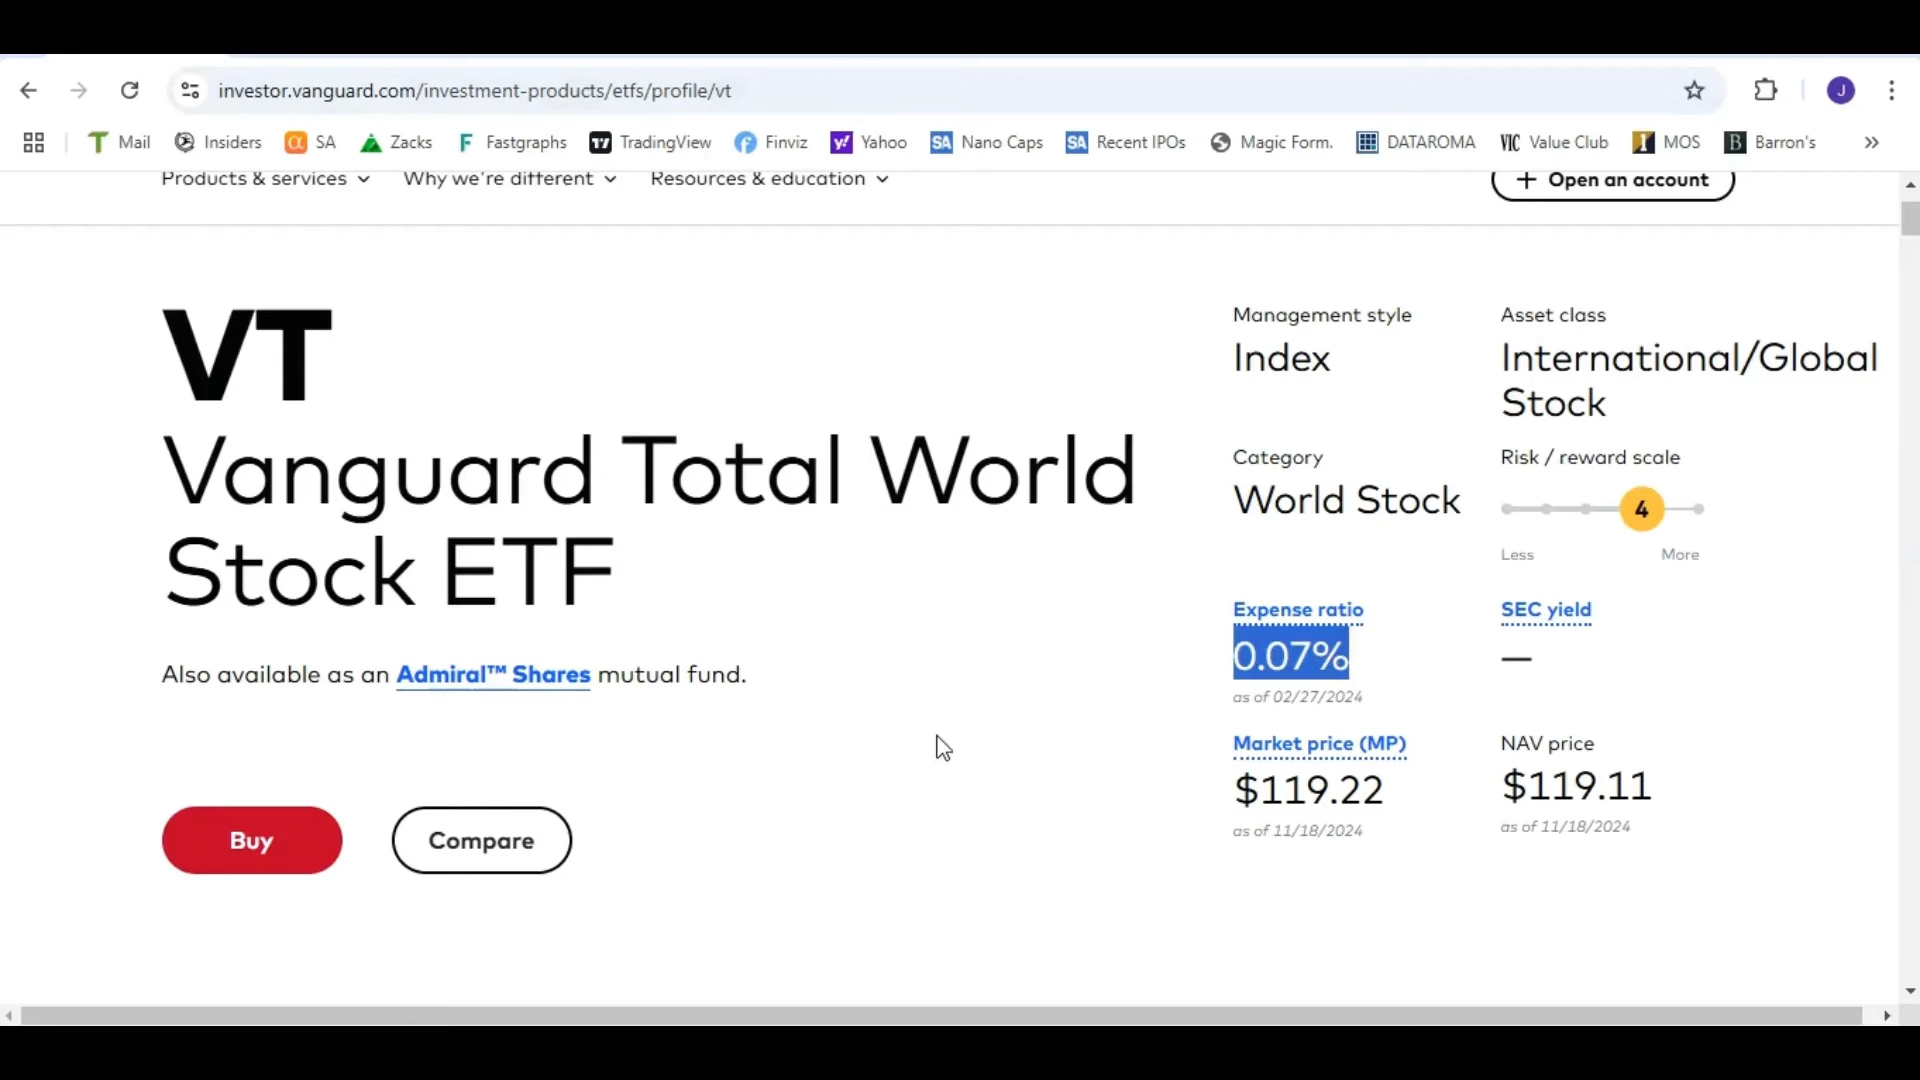 investor.vanguard.com/investment-products/etfs/profile/vt
J
T Mail Insiders α SA Zacks F Fastgraphs TV TradingView f Finviz y! Yahoo SA Nano Caps SA Recent IPOs Magic Form. DATAROMA VIC Value Club MOS B Barron's »
Products & services Why we're different Resources & education + Open an account
VT
Vanguard Total World
Stock ETF
Also available as an Admiral™ Shares mutual fund.
Buy Compare
Management style
Index
Asset class
International/Global
Stock
Category
World Stock
Risk / reward scale
4
Less More
Expense ratio
0.07%
as of 02/27/2024
SEC yield
—
Market price (MP)
$119.22
as of 11/18/2024
NAV price
$119.11
as of 11/18/2024